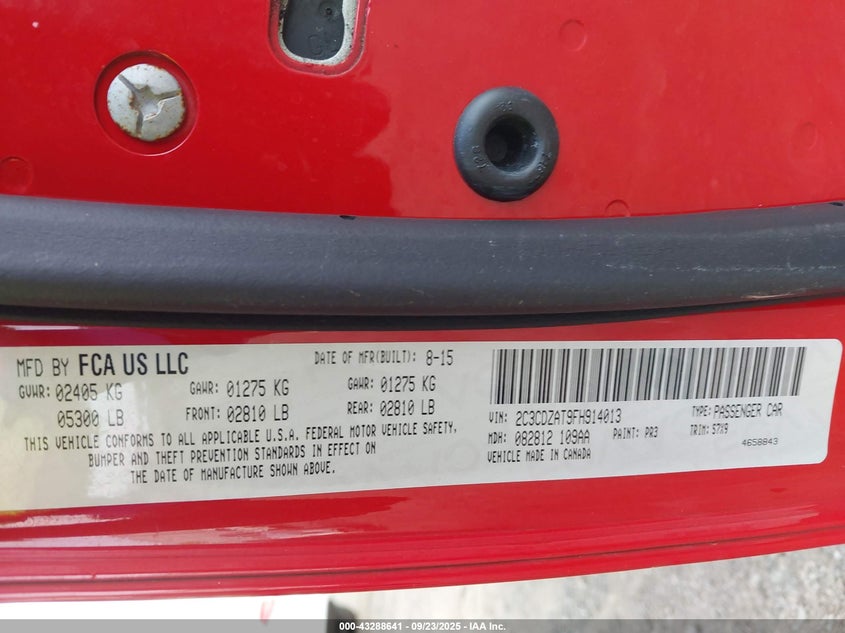 MFD BY FCA US LLC
DATE OF MFR(BUILT): 8-15
GVWR: 02405 KG
GAWR: 01275 KG
GAWR: 01275 KG
05300 LB
FRONT: 02810 LB
REAR: 02810 LB
THIS VEHICLE CONFORMS TO ALL APPLICABLE U.S.A. FEDERAL MOTOR VEHICLE SAFETY,
BUMPER AND THEFT PREVENTION STANDARDS IN EFFECT ON
THE DATE OF MANUFACTURE SHOWN ABOVE.
VIN: 2C3CDZAT9FH914013
TYPE: PASSENGER CAR
MDH: 082812 109AA
PAINT: PR3
TRIM: S7X9
VEHICLE MADE IN CANADA
4658843
000-43288641 - 09/23/2025 - IAA Inc.